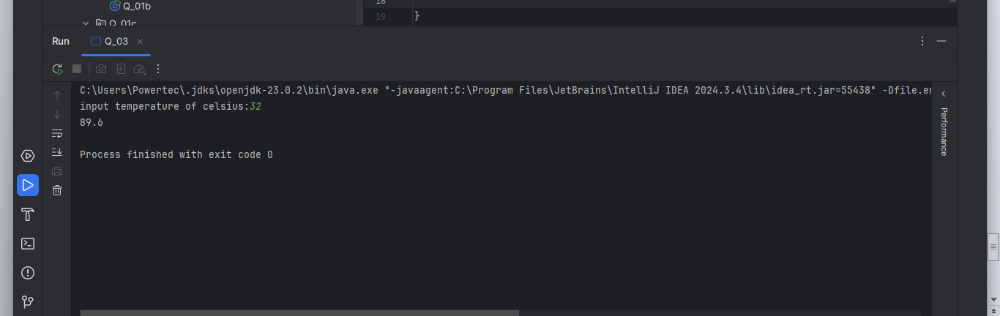 Q_01b
18
Q_01c
19 }
Run Q_03
C:\Users\Powertec\.jdks\openjdk-23.0.2\bin\java.exe "-javaagent:C:\Program Files\JetBrains\IntelliJ IDEA 2024.3.4\lib\idea_rt.jar=55438" -Dfile.en
input temperature of celsius:32
89.6
Process finished with exit code 0
Performance